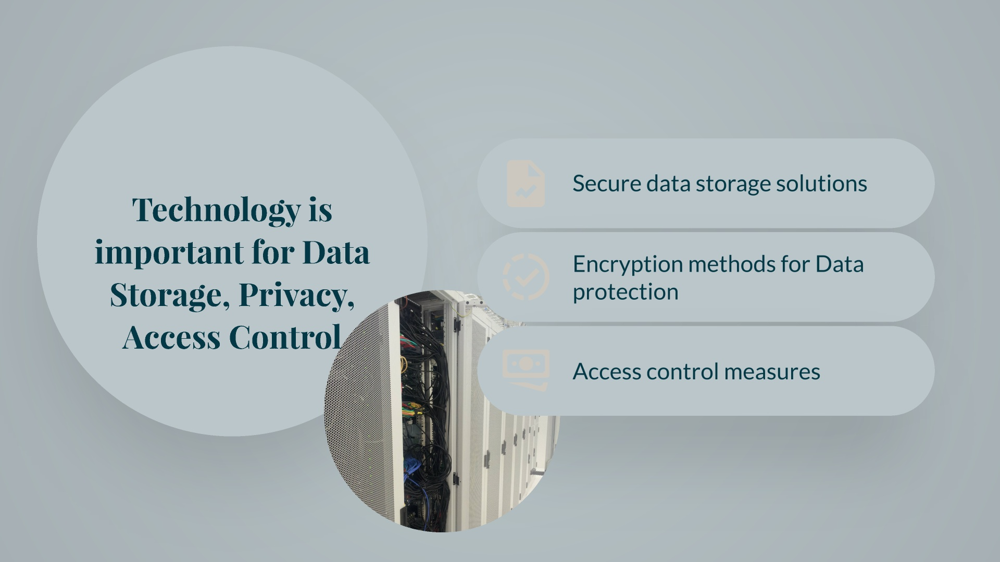 Technology is
important for Data
Storage, Privacy,
Access Control
Secure data storage solutions
Encryption methods for Data
protection
Access control measures